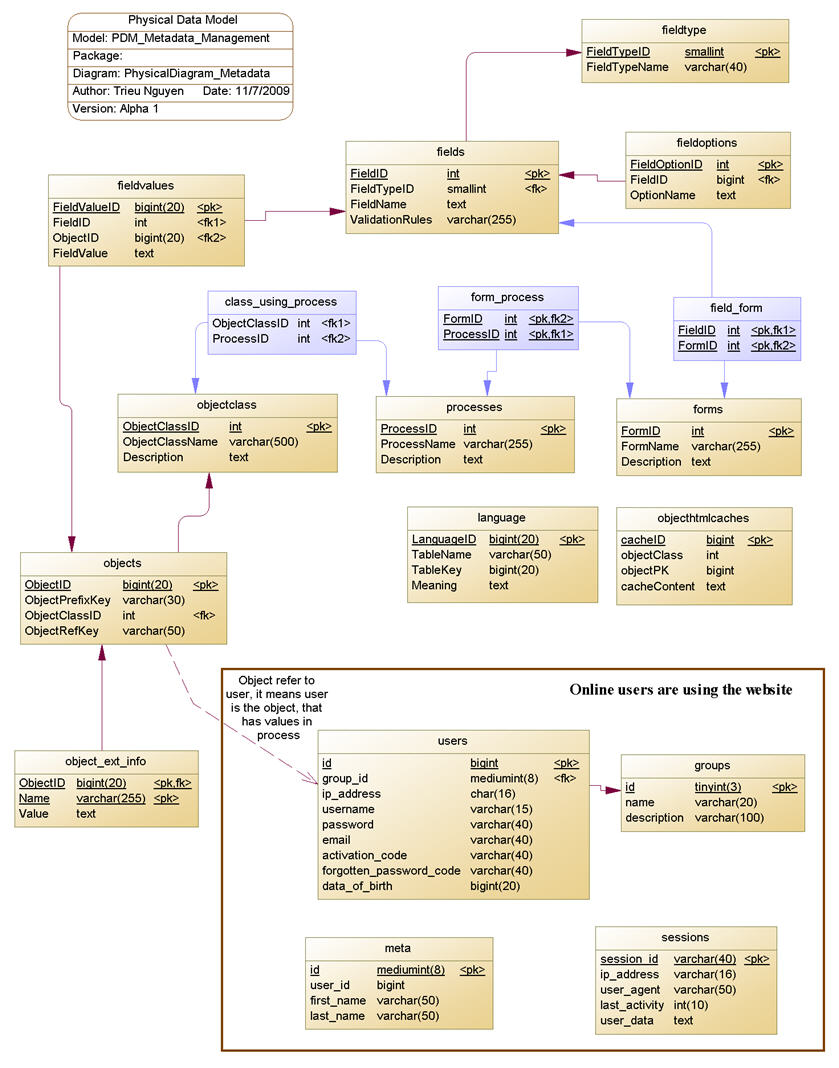 Physical Data Model
Model: PDM_Metadata_Management
Package:
Diagram: PhysicalDiagram_Metadata
Author: Trieu Nguyen Date: 11/7/2009
Version: Alpha 1
fieldtype
FieldTypeID smallint <pk>
FieldTypeName varchar(40)
fields
FieldID int <pk>
FieldTypeID smallint <fk>
FieldName text
ValidationRules varchar(255)
fieldoptions
FieldOptionID int <pk>
FieldID bigint <fk>
OptionName text
fieldvalues
FieldValueID bigint(20) <pk>
FieldID int <fk1>
ObjectID bigint(20) <fk2>
FieldValue text
class_using_process
ObjectClassID int <fk1>
ProcessID int <fk2>
form_process
FormID int <pk,fk2>
ProcessID int <pk,fk1>
field_form
FieldID int <pk,fk1>
FormID int <pk,fk2>
objectclass
ObjectClassID int <pk>
ObjectClassName varchar(500)
Description text
processes
ProcessID int <pk>
ProcessName varchar(255)
Description text
forms
FormID int <pk>
FormName varchar(255)
Description text
language
LanguageID bigint(20) <pk>
TableName varchar(50)
TableKey bigint(20)
Meaning text
objecthtmlcaches
cacheID bigint <pk>
objectClass int
objectPK bigint
cacheContent text
objects
ObjectID bigint(20) <pk>
ObjectPrefixKey varchar(30)
ObjectClassID int <fk>
ObjectRefKey varchar(50)
object_ext_info
ObjectID bigint(20) <pk,fk>
Name varchar(255) <pk>
Value text
Object refer to
user, it means user
is the object, that
has values in
process
Online users are using the website
users
id bigint <pk>
group_id mediumint(8) <fk>
ip_address char(16)
username varchar(15)
password varchar(40)
email varchar(40)
activation_code varchar(40)
forgotten_password_code varchar(40)
data_of_birth bigint(20)
groups
id tinyint(3) <pk>
name varchar(20)
description varchar(100)
meta
id mediumint(8) <pk>
user_id bigint
first_name varchar(50)
last_name varchar(50)
sessions
session_id varchar(40) <pk>
ip_address varchar(16)
user_agent varchar(50)
last_activity int(10)
user_data text